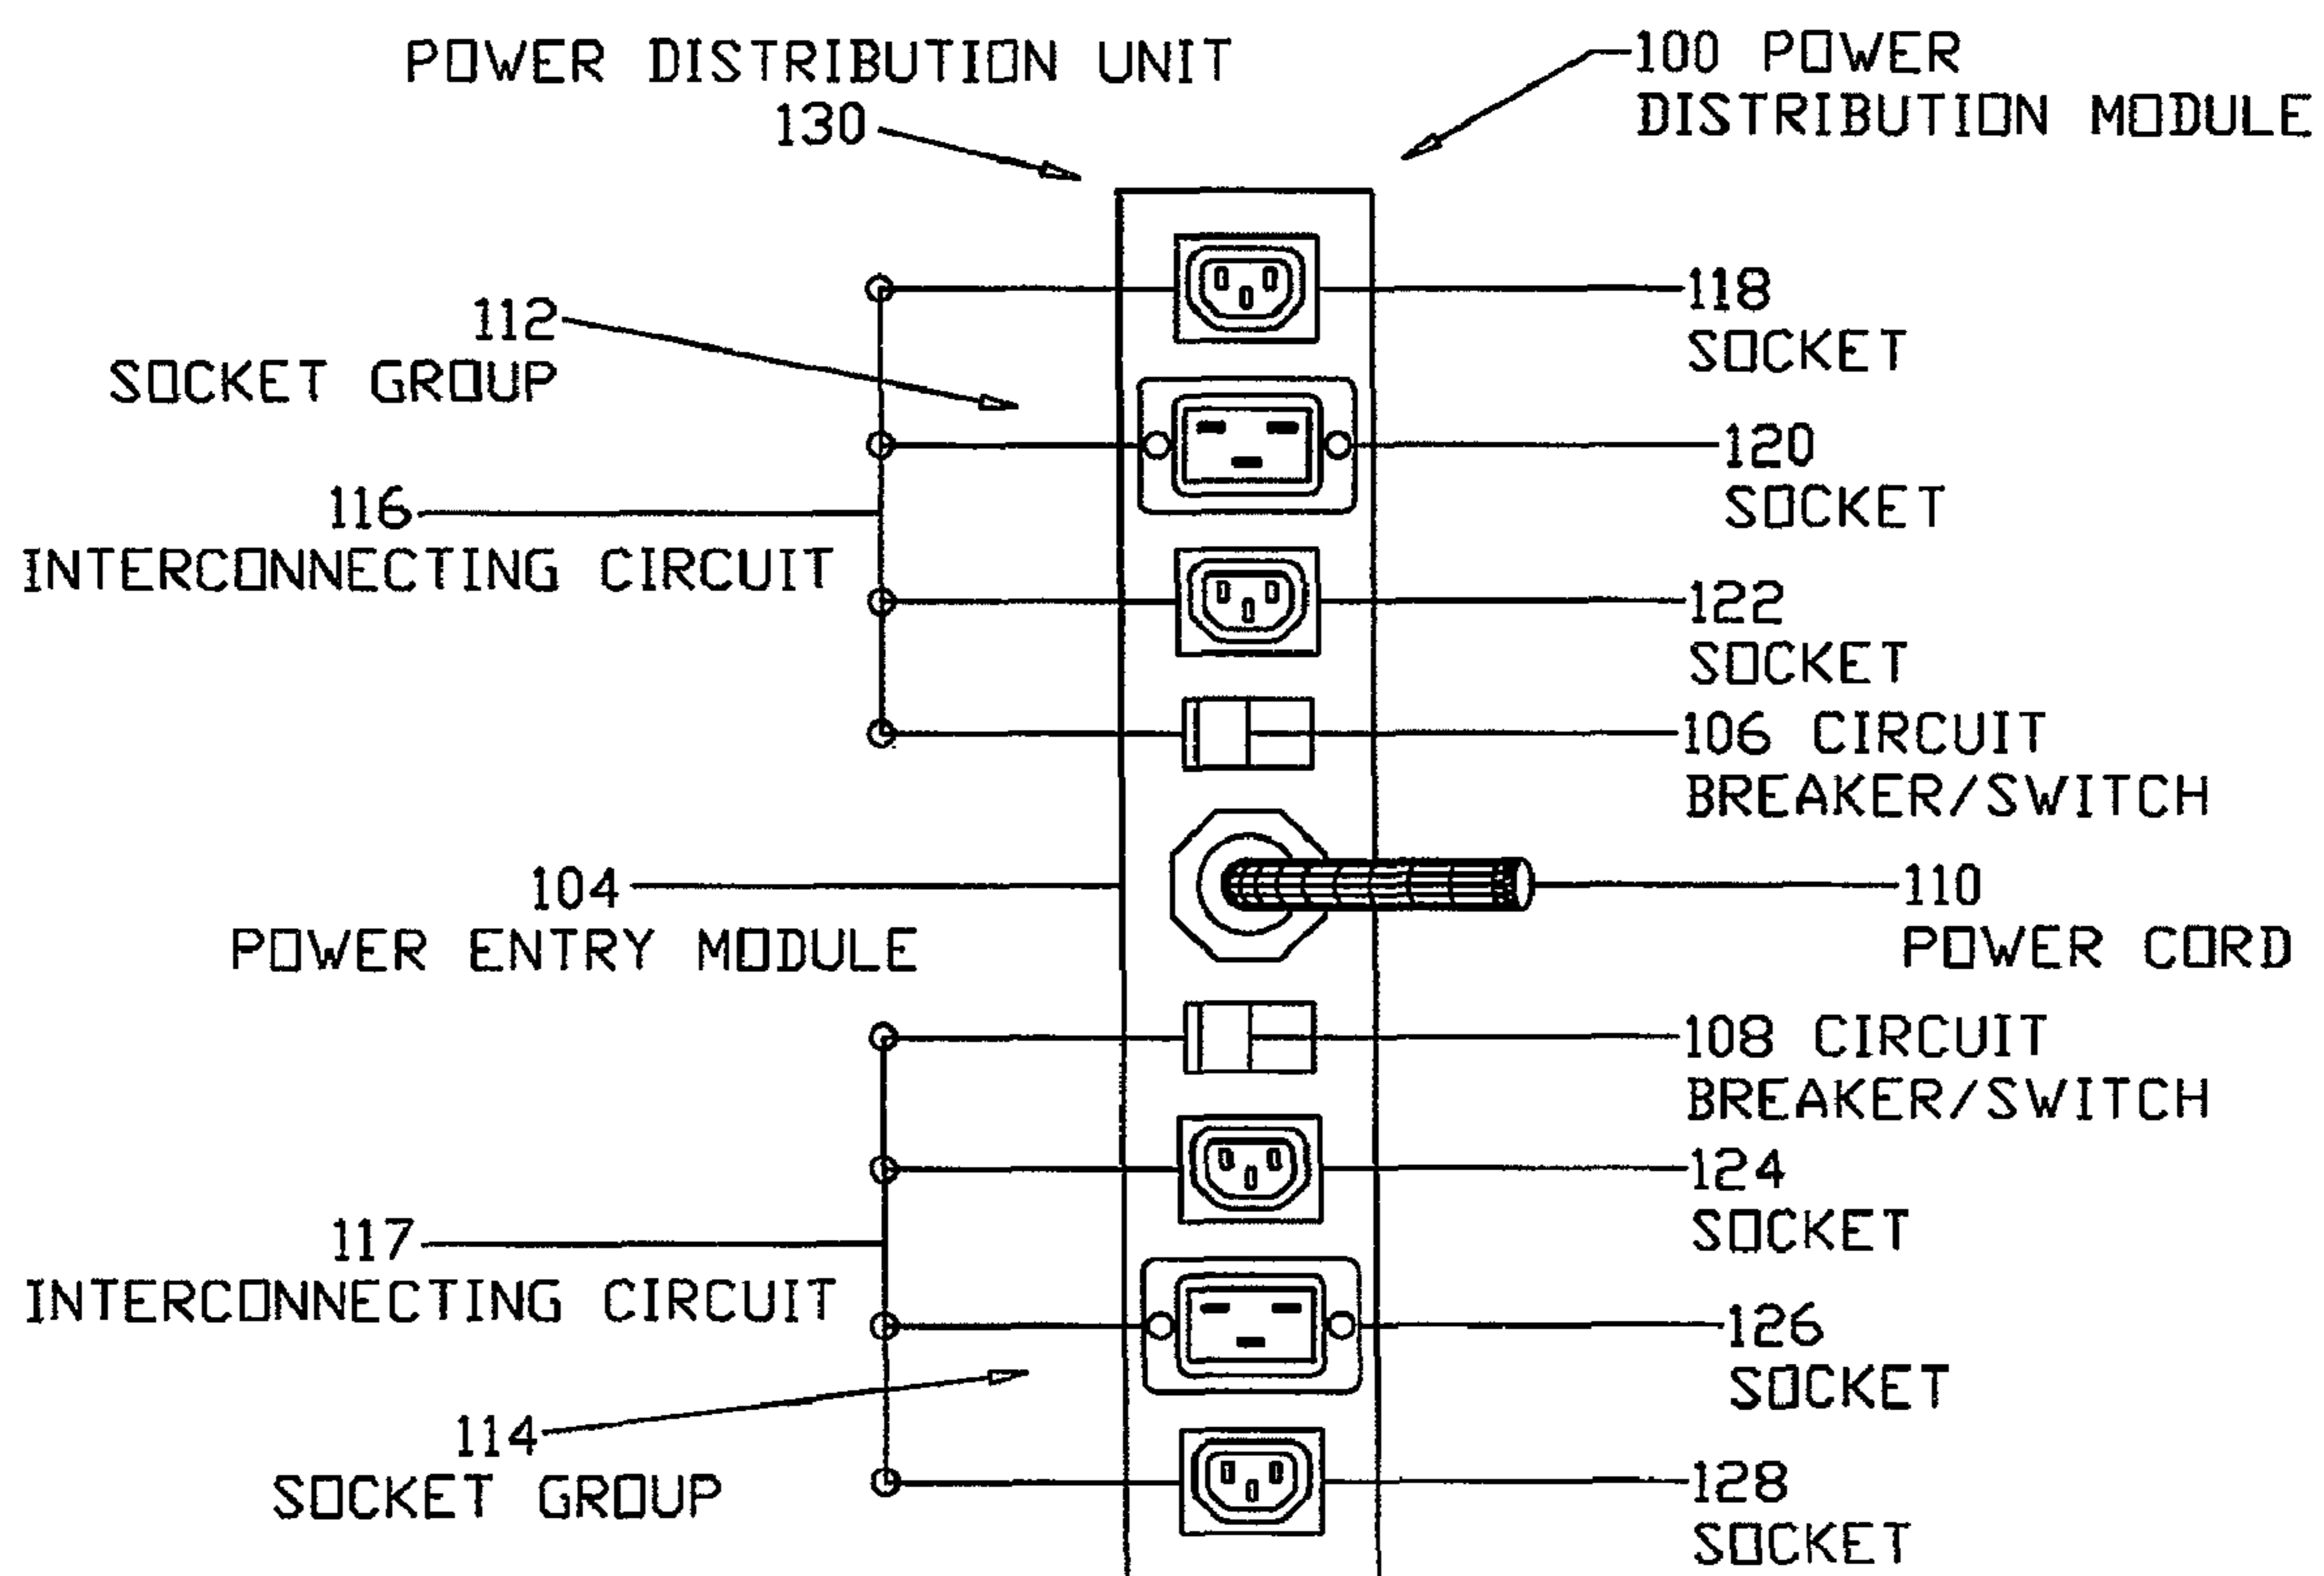 POWER DISTRIBUTION UNIT
130
100 POWER
DISTRIBUTION MODULE
118
SOCKET
112
SOCKET GROUP
120
SOCKET
116
INTERCONNECTING CIRCUIT
122
SOCKET
106 CIRCUIT
BREAKER/SWITCH
104
POWER ENTRY MODULE
110
POWER CORD
108 CIRCUIT
BREAKER/SWITCH
124
SOCKET
117
INTERCONNECTING CIRCUIT
126
SOCKET
114
SOCKET GROUP
128
SOCKET